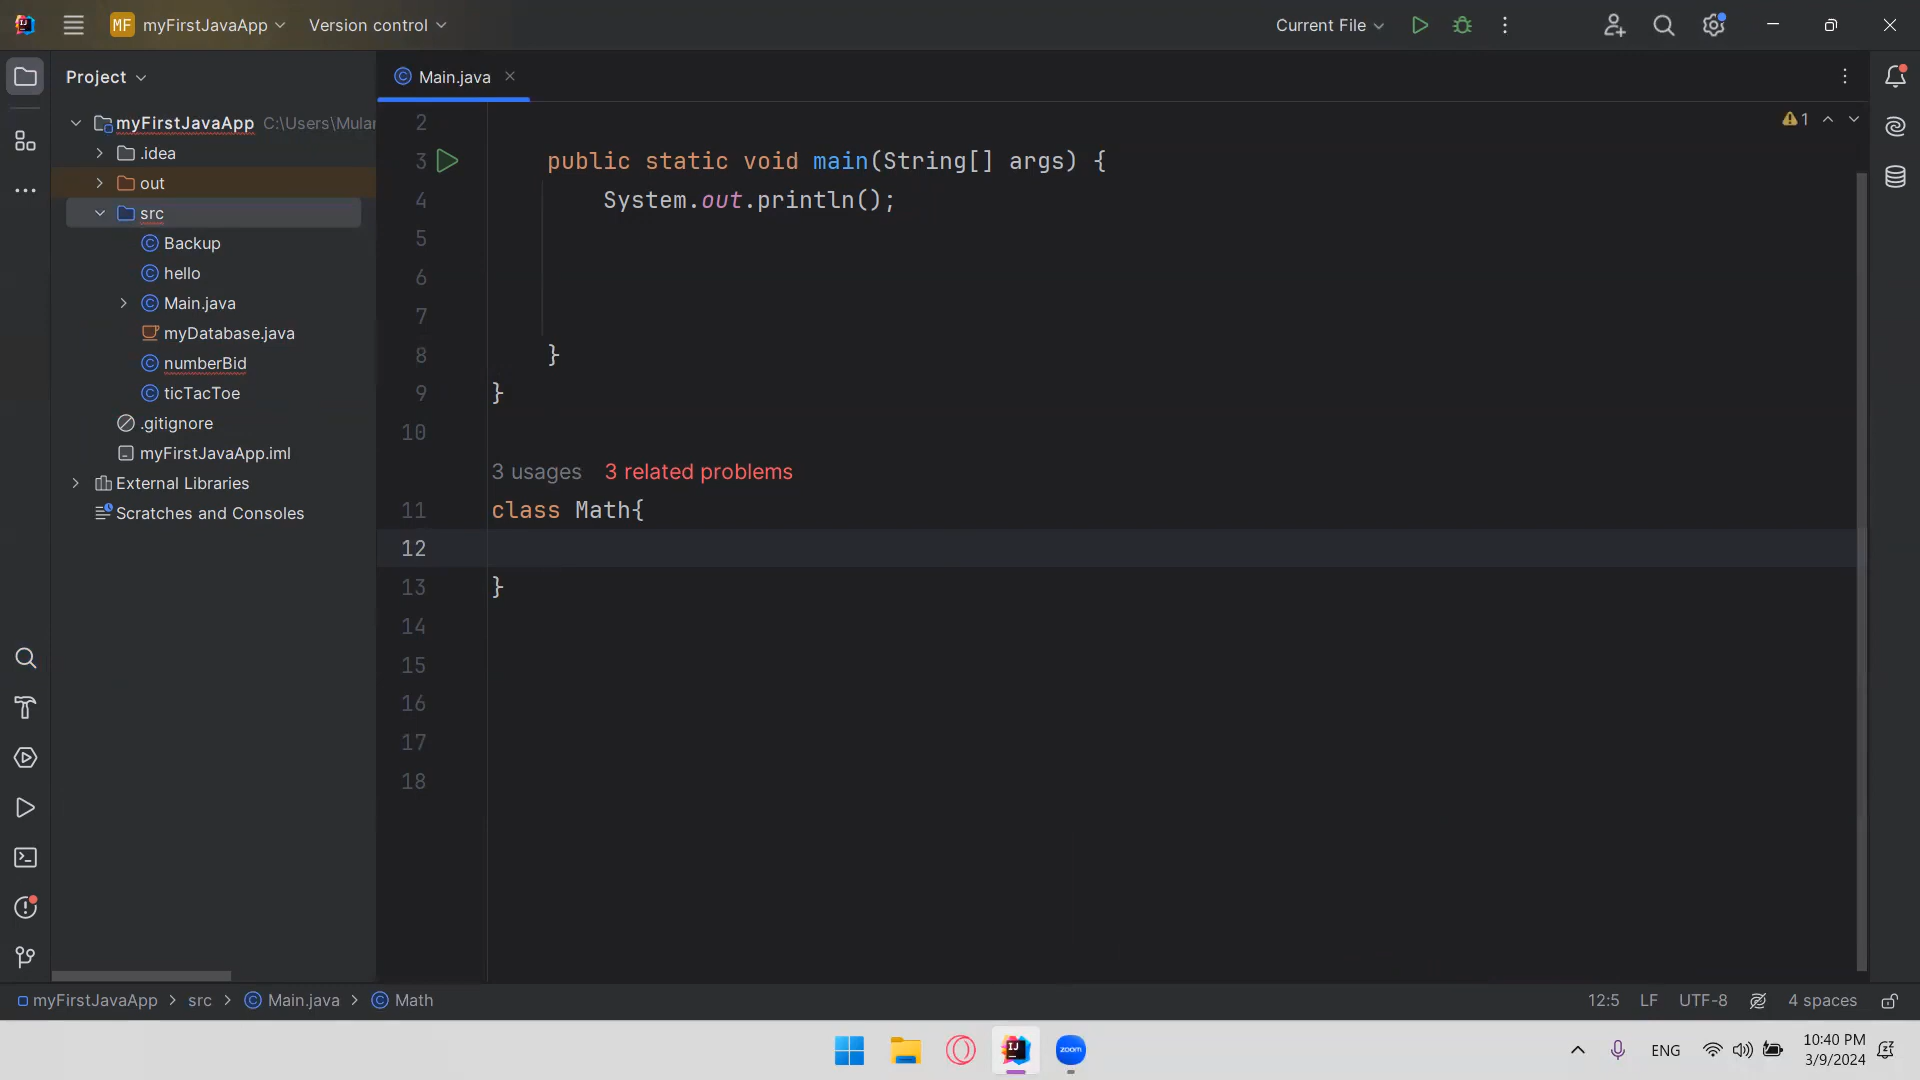 MF myFirstJavaApp Version control Current File
Project Main.java
myFirstJavaApp C:\Users\Mular
.idea
out
src
Backup
hello
Main.java
myDatabase.java
numberBid
ticTacToe
.gitignore
myFirstJavaApp.iml
External Libraries
Scratches and Consoles
1
2
3 public static void main(String[] args) {
4 System.out.println();
5
6
7
8 }
9 }
10
3 usages 3 related problems
11 class Math{
12
13 }
14
15
16
17
18
myFirstJavaApp > src > Main.java > Math 12:5 LF UTF-8 4 spaces
IJ zoom ENG 10:40 PM
3/9/2024